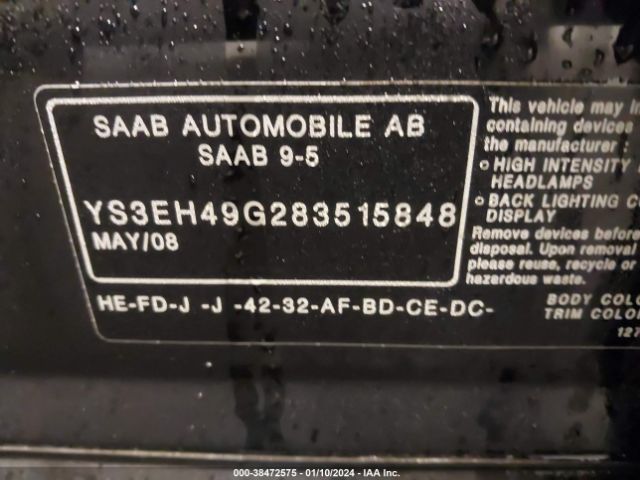 SAAB AUTOMOBILE AB
SAAB 9-5
YS3EH49G283515848
MAY/08
HE-FD-J -J -42-32-AF-BD-CE-DC-
This vehicle may
containing devices
the manufacturer
HIGH INTENSITY
HEADLAMPS
BACK LIGHTING
DISPLAY
Remove devices before
disposal. Upon removal
please reuse, recycle or
hazardous waste.
BODY COLO
TRIM COLOR
127
000-38472575 - 01/10/2024 - IAA Inc.